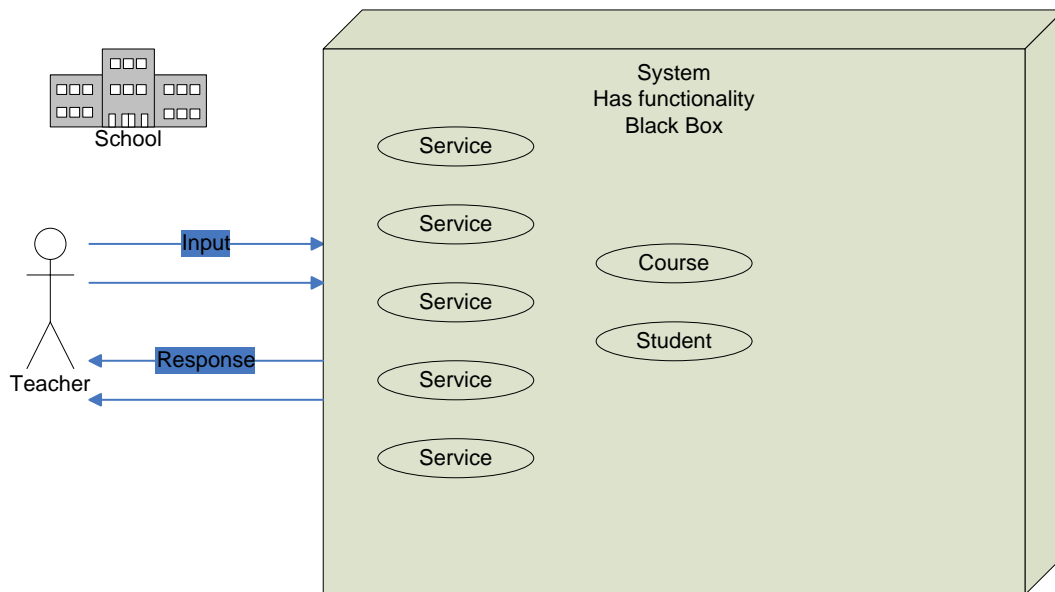 System
Has functionality
Black Box
School
Service
Service
Input
Course
Service
Student
Response
Teacher
Service
Service